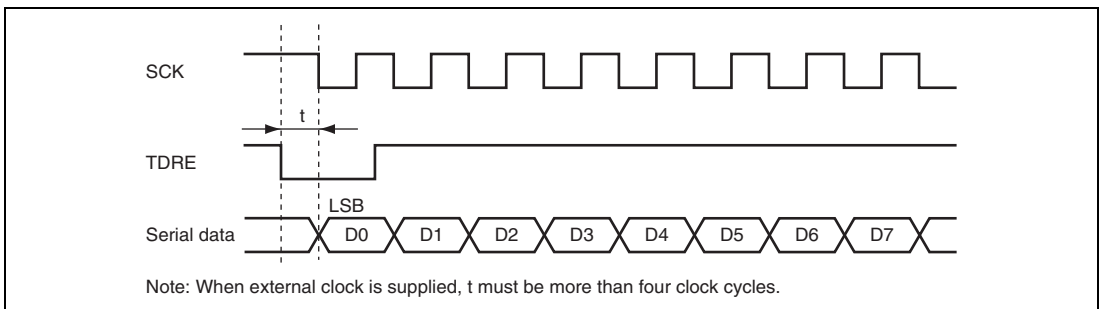 SCK
t
TDRE
LSB
Serial data D0 D1 D2 D3 D4 D5 D6 D7
Note: When external clock is supplied, t must be more than four clock cycles.